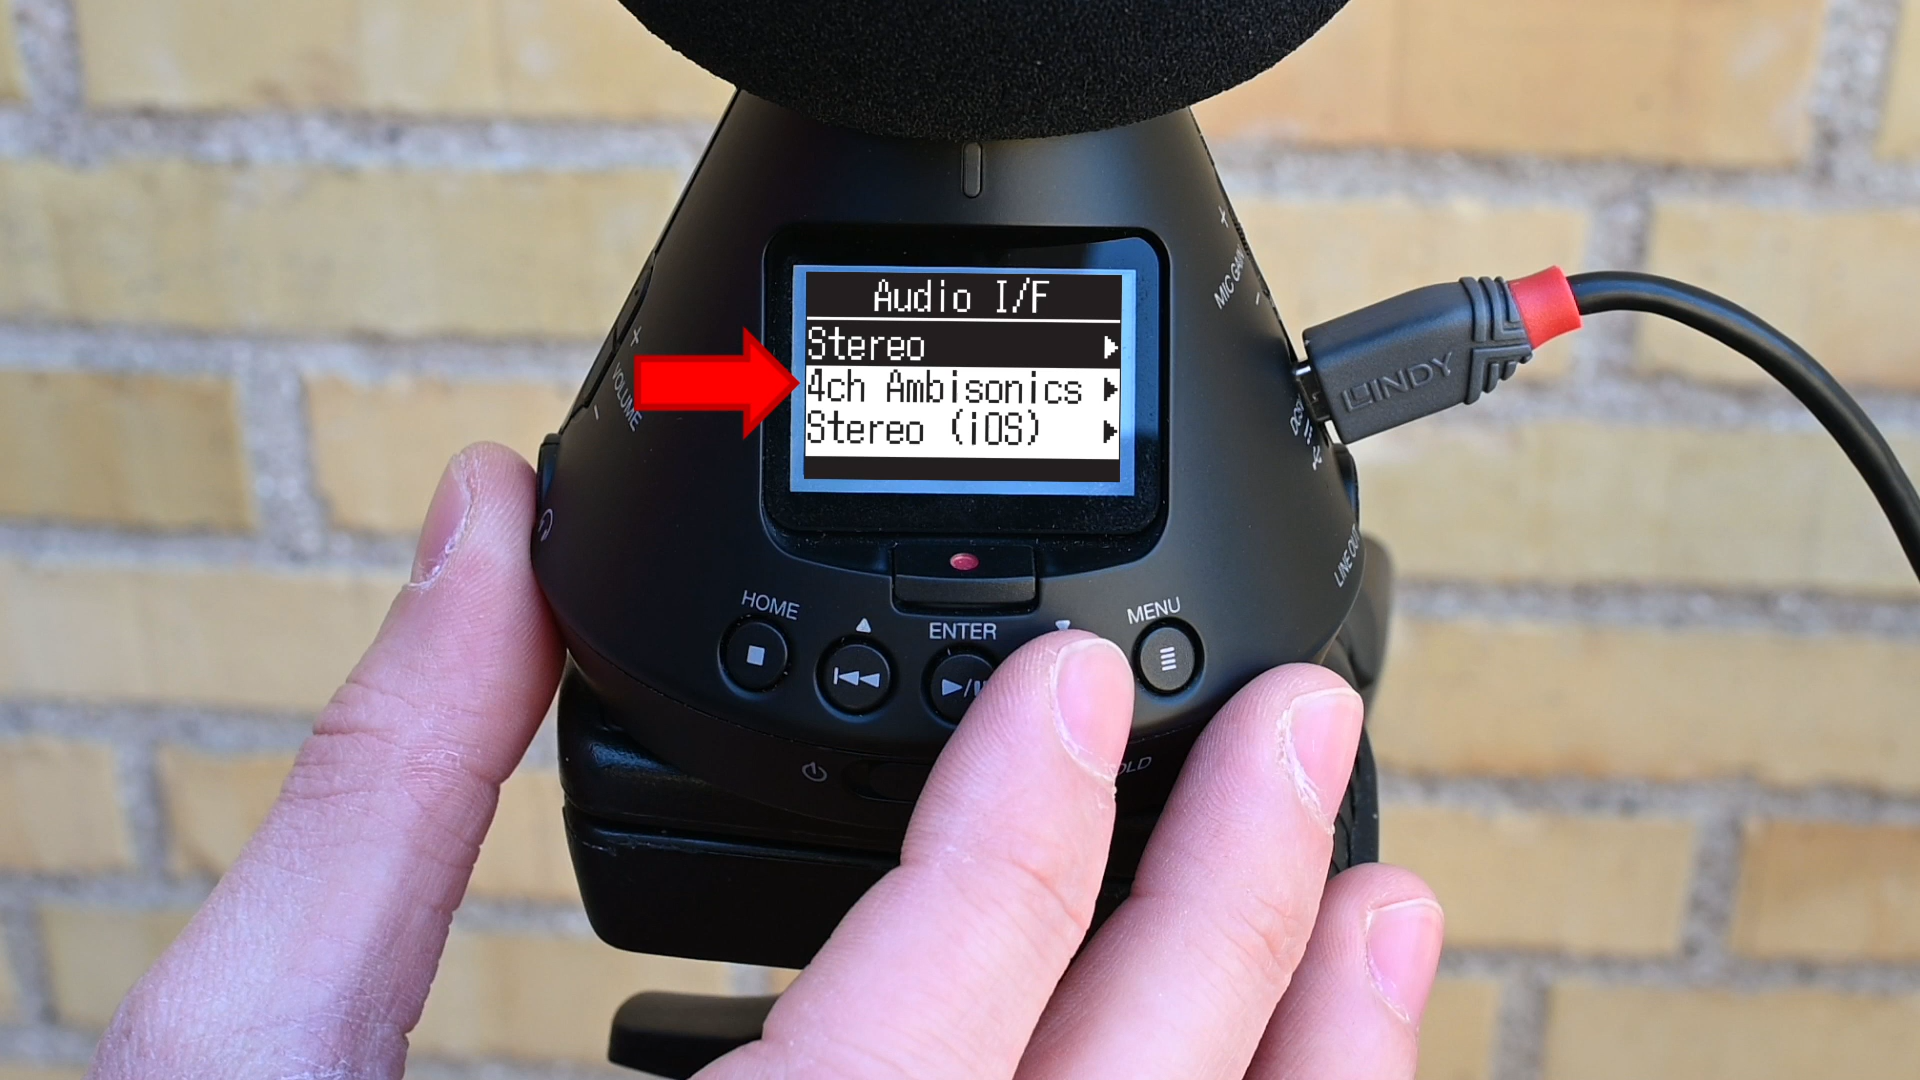 Audio I/F
Stereo
4ch Ambisonics
Stereo (iOS)
+
MIC GAIN
-
+
VOLUME
-
LINDY
LINE OUT
HOME
ENTER
MENU